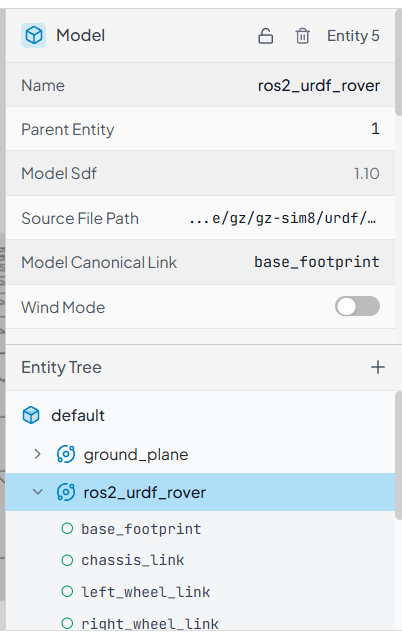 Model Entity 5
Name ros2_urdf_rover
Parent Entity 1
Model Sdf 1.10
Source File Path ...e/gz/gz-sim8/urdf/…
Model Canonical Link base_footprint
Wind Mode
Entity Tree
default
ground_plane
ros2_urdf_rover
base_footprint
chassis_link
left_wheel_link
right_wheel_link